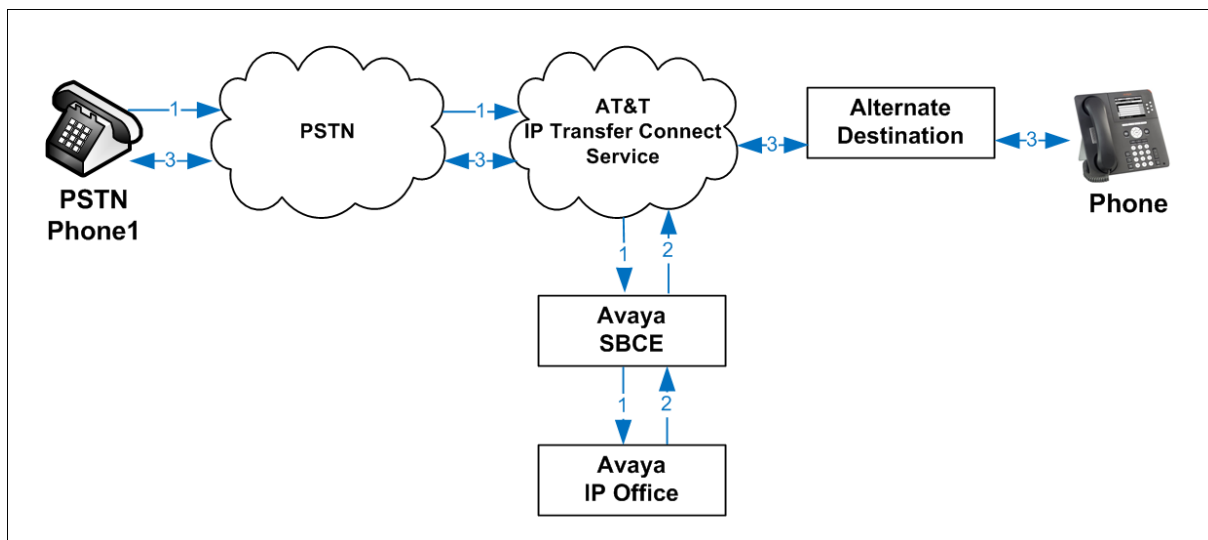 1
PSTN
1
AT&T
IP Transfer Connect
Service
3
3
3
Alternate
Destination
3
PSTN
Phone1
Phone
1
2
Avaya
SBCE
1
2
Avaya
IP Office